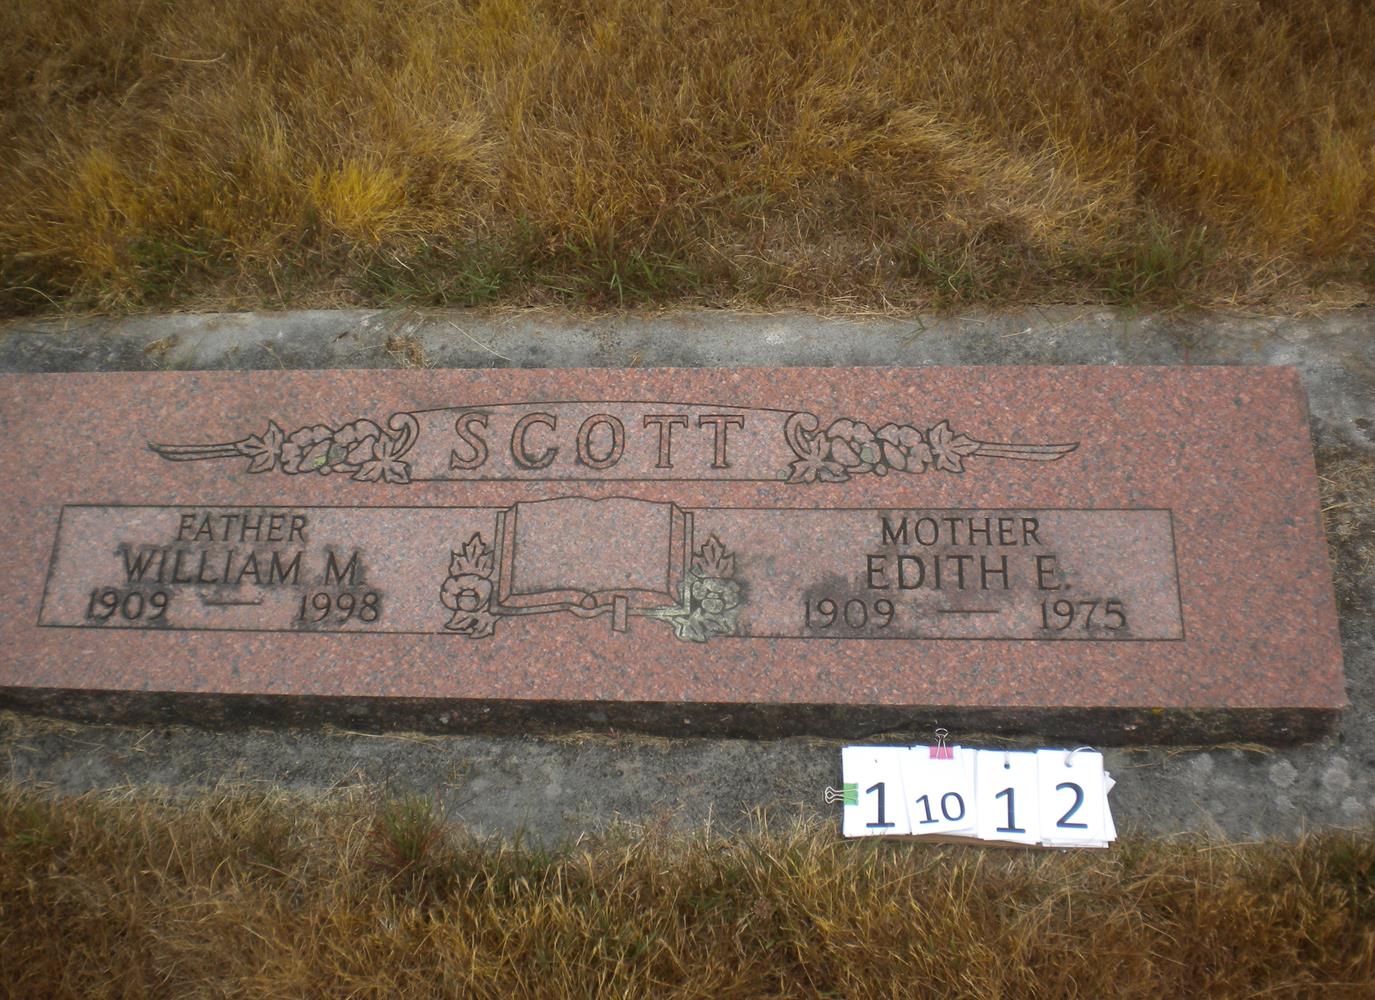 SCOTT
FATHER
WILLIAM M.
1909 — 1998
MOTHER
EDITH E.
1909 — 1975
1 10 1 2